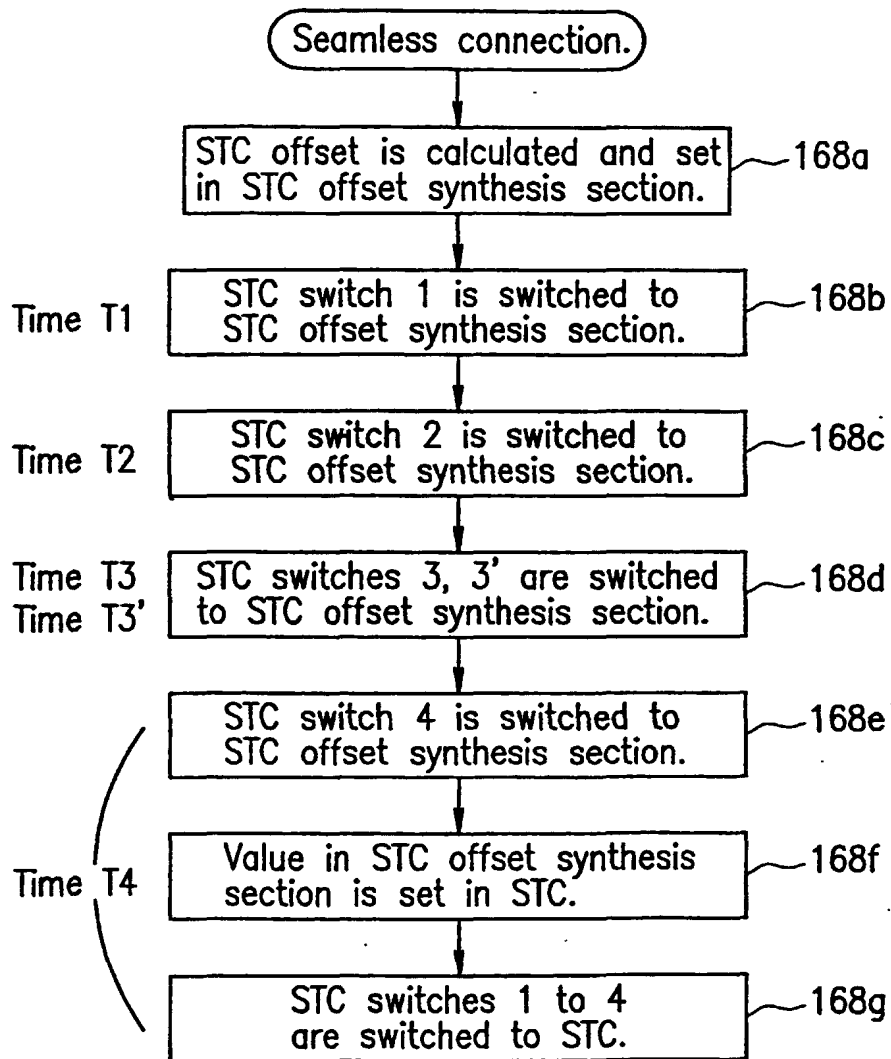 Seamless connection.
STC offset is calculated and set
in STC offset synthesis section.
168a
Time T1
STC switch 1 is switched to
STC offset synthesis section.
168b
Time T2
STC switch 2 is switched to
STC offset synthesis section.
168c
Time T3
Time T3'
STC switches 3, 3' are switched
to STC offset synthesis section.
168d
STC switch 4 is switched to
STC offset synthesis section.
168e
Time T4
Value in STC offset synthesis
section is set in STC.
168f
STC switches 1 to 4
are switched to STC.
168g